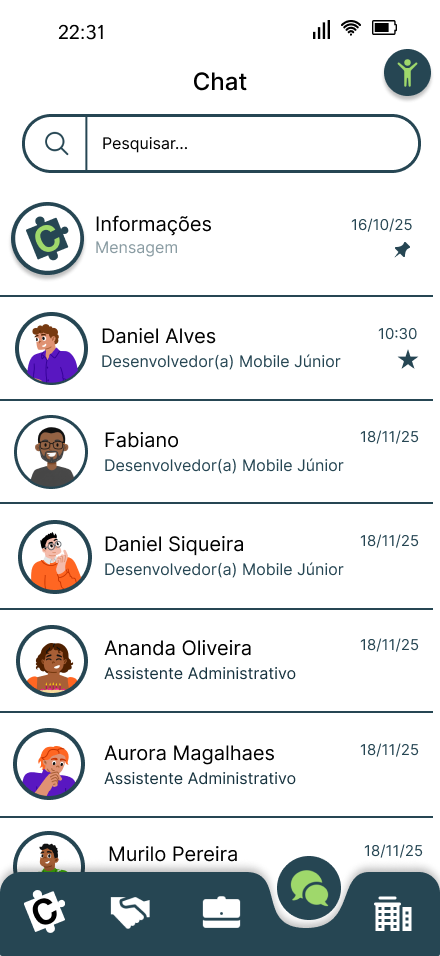 22:31
Chat
Pesquisar...
Informações
16/10/25
Mensagem
Daniel Alves
10:30
Desenvolvedor(a) Mobile Júnior
Fabiano
18/11/25
Desenvolvedor(a) Mobile Júnior
Daniel Siqueira
18/11/25
Desenvolvedor(a) Mobile Júnior
Ananda Oliveira
18/11/25
Assistente Administrativo
Aurora Magalhaes
18/11/25
Assistente Administrativo
Murilo Pereira
18/11/25